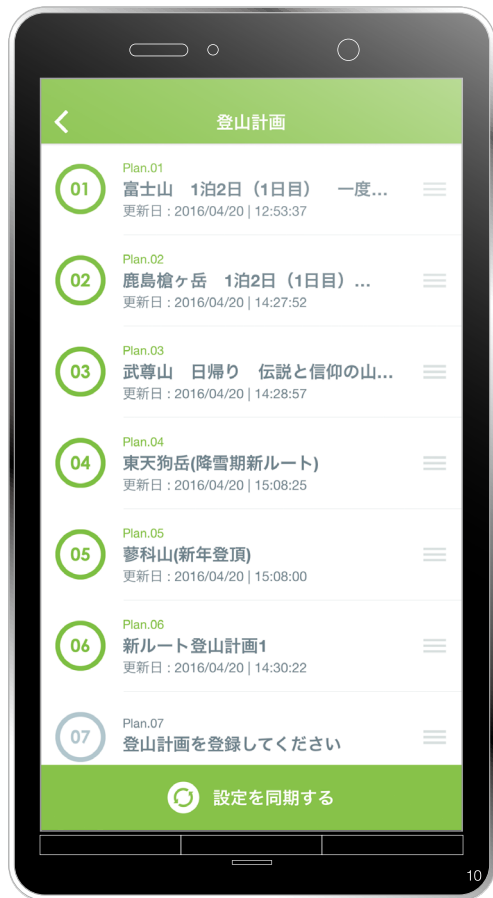 登山計画
01
Plan.01
富士山　1泊2日（1日目）　一度...
更新日 : 2016/04/20 | 12:53:37
02
Plan.02
鹿島槍ヶ岳　1泊2日（1日目）...
更新日 : 2016/04/20 | 14:27:52
03
Plan.03
武尊山　日帰り　伝説と信仰の山...
更新日 : 2016/04/20 | 14:28:57
04
Plan.04
東天狗岳(降雪期新ルート)
更新日 : 2016/04/20 | 15:08:25
05
Plan.05
蓼科山(新年登頂)
更新日 : 2016/04/20 | 15:08:00
06
Plan.06
新ルート登山計画1
更新日 : 2016/04/20 | 14:30:22
07
Plan.07
登山計画を登録してください
設定を同期する
10